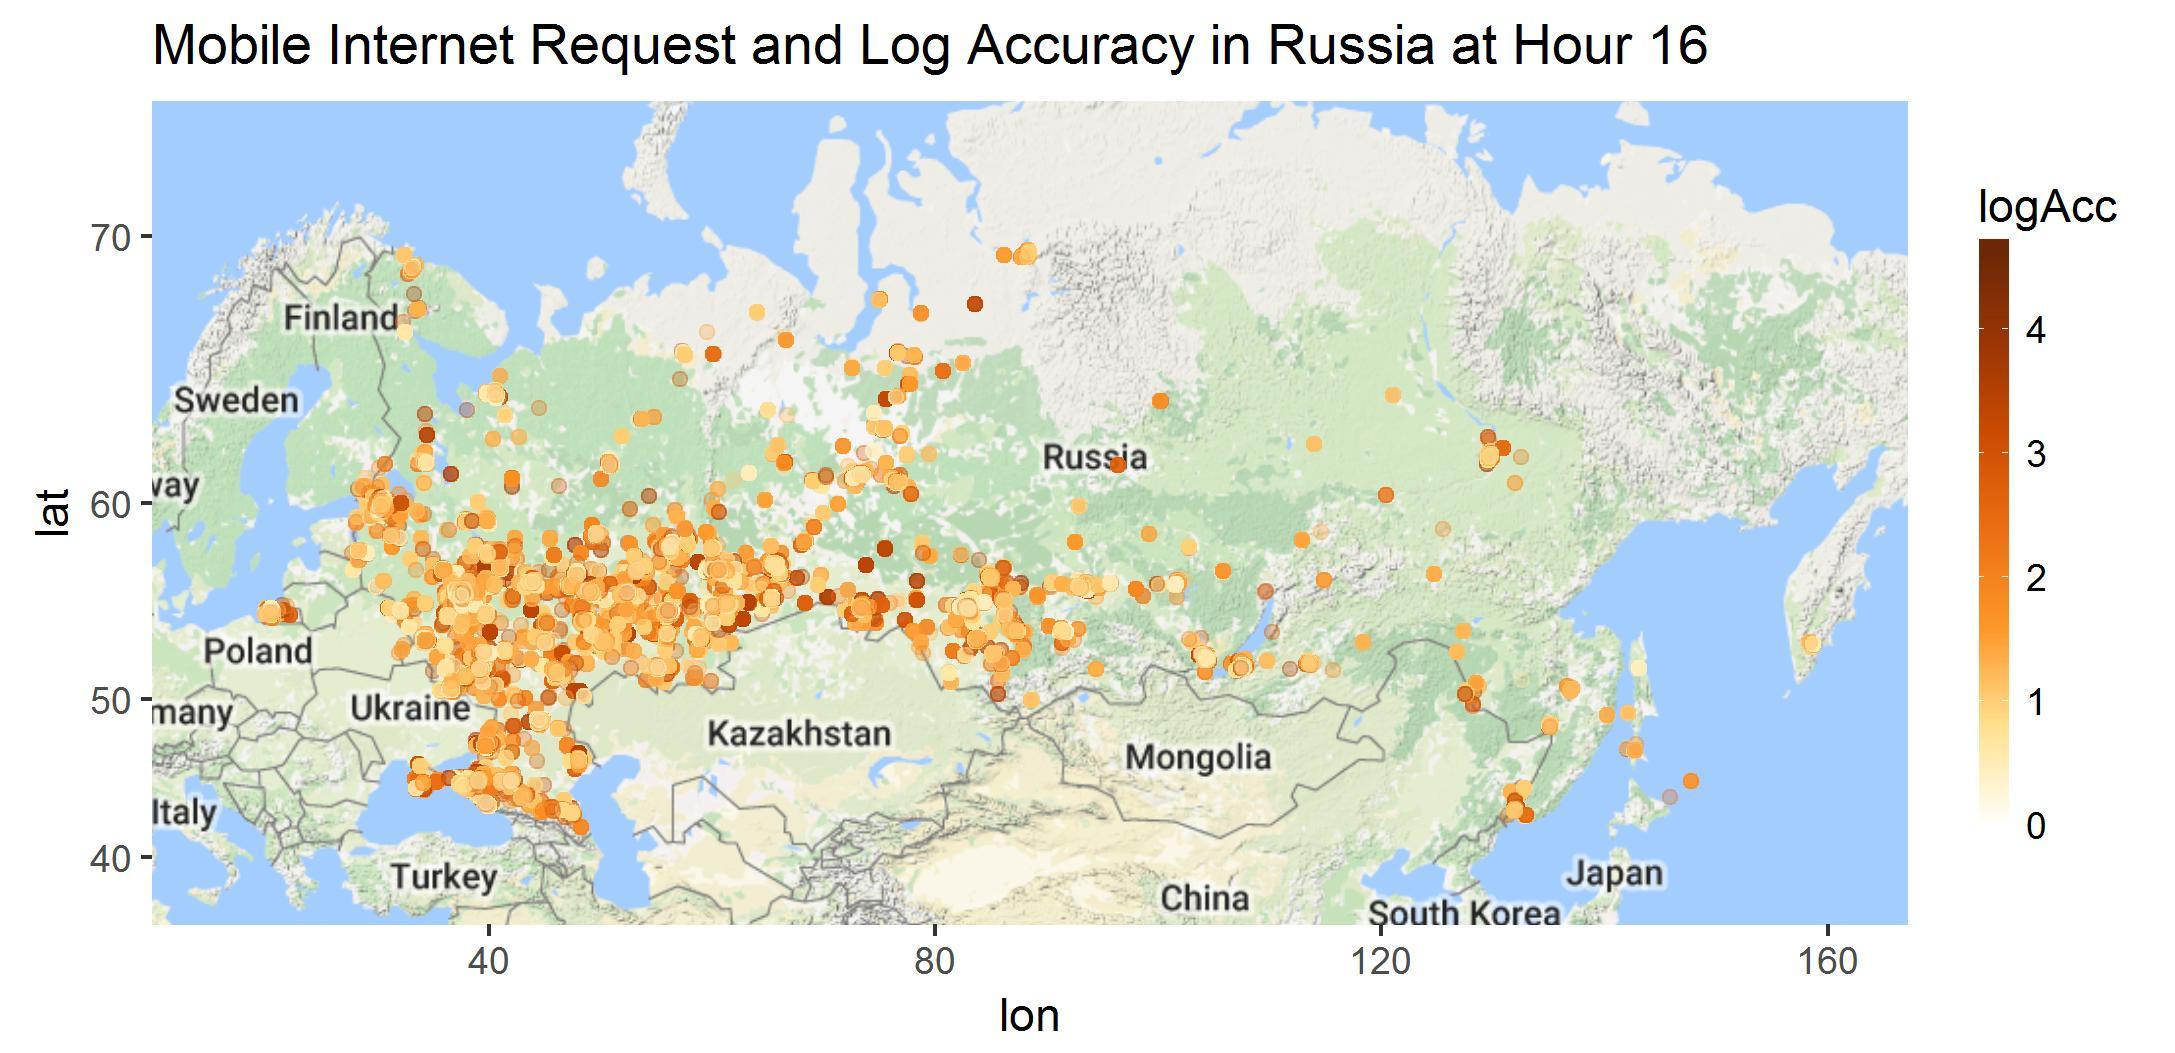 Mobile Internet Request and Log Accuracy in Russia at Hour 16
logAcc
70
Finland
4
Sweden
3
Russia
way
60
lat
2
Poland
50
many
Ukraine
Kazakhstan
1
Mongolia
Italy
0
40
Turkey
Japan
China
South Korea
40
80
120
160
lon